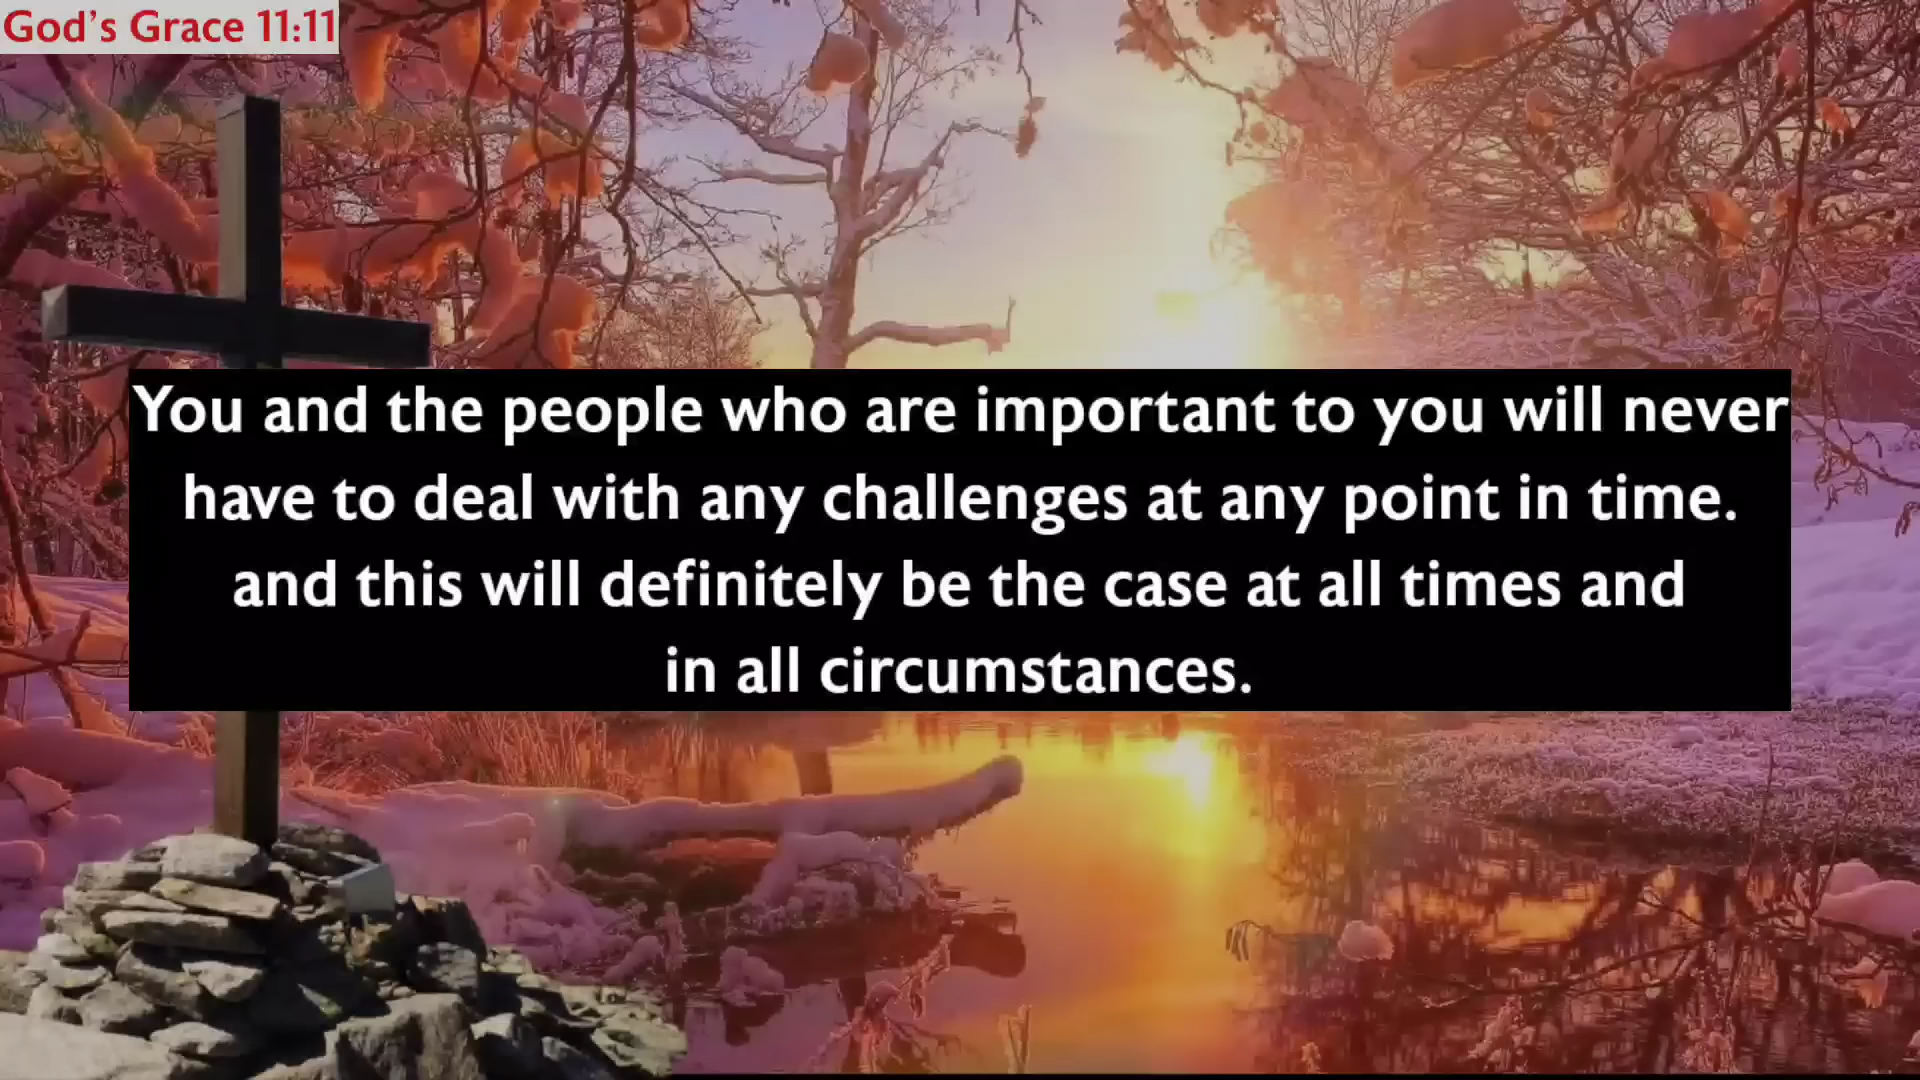 God's Grace 11:11
You and the people who are important to you will never
have to deal with any challenges at any point in time.
and this will definitely be the case at all times and
in all circumstances.